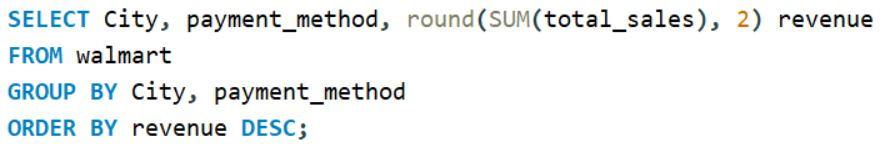 SELECT City, payment_method, round(SUM(total_sales), 2) revenue
FROM walmart
GROUP BY City, payment_method
ORDER BY revenue DESC;